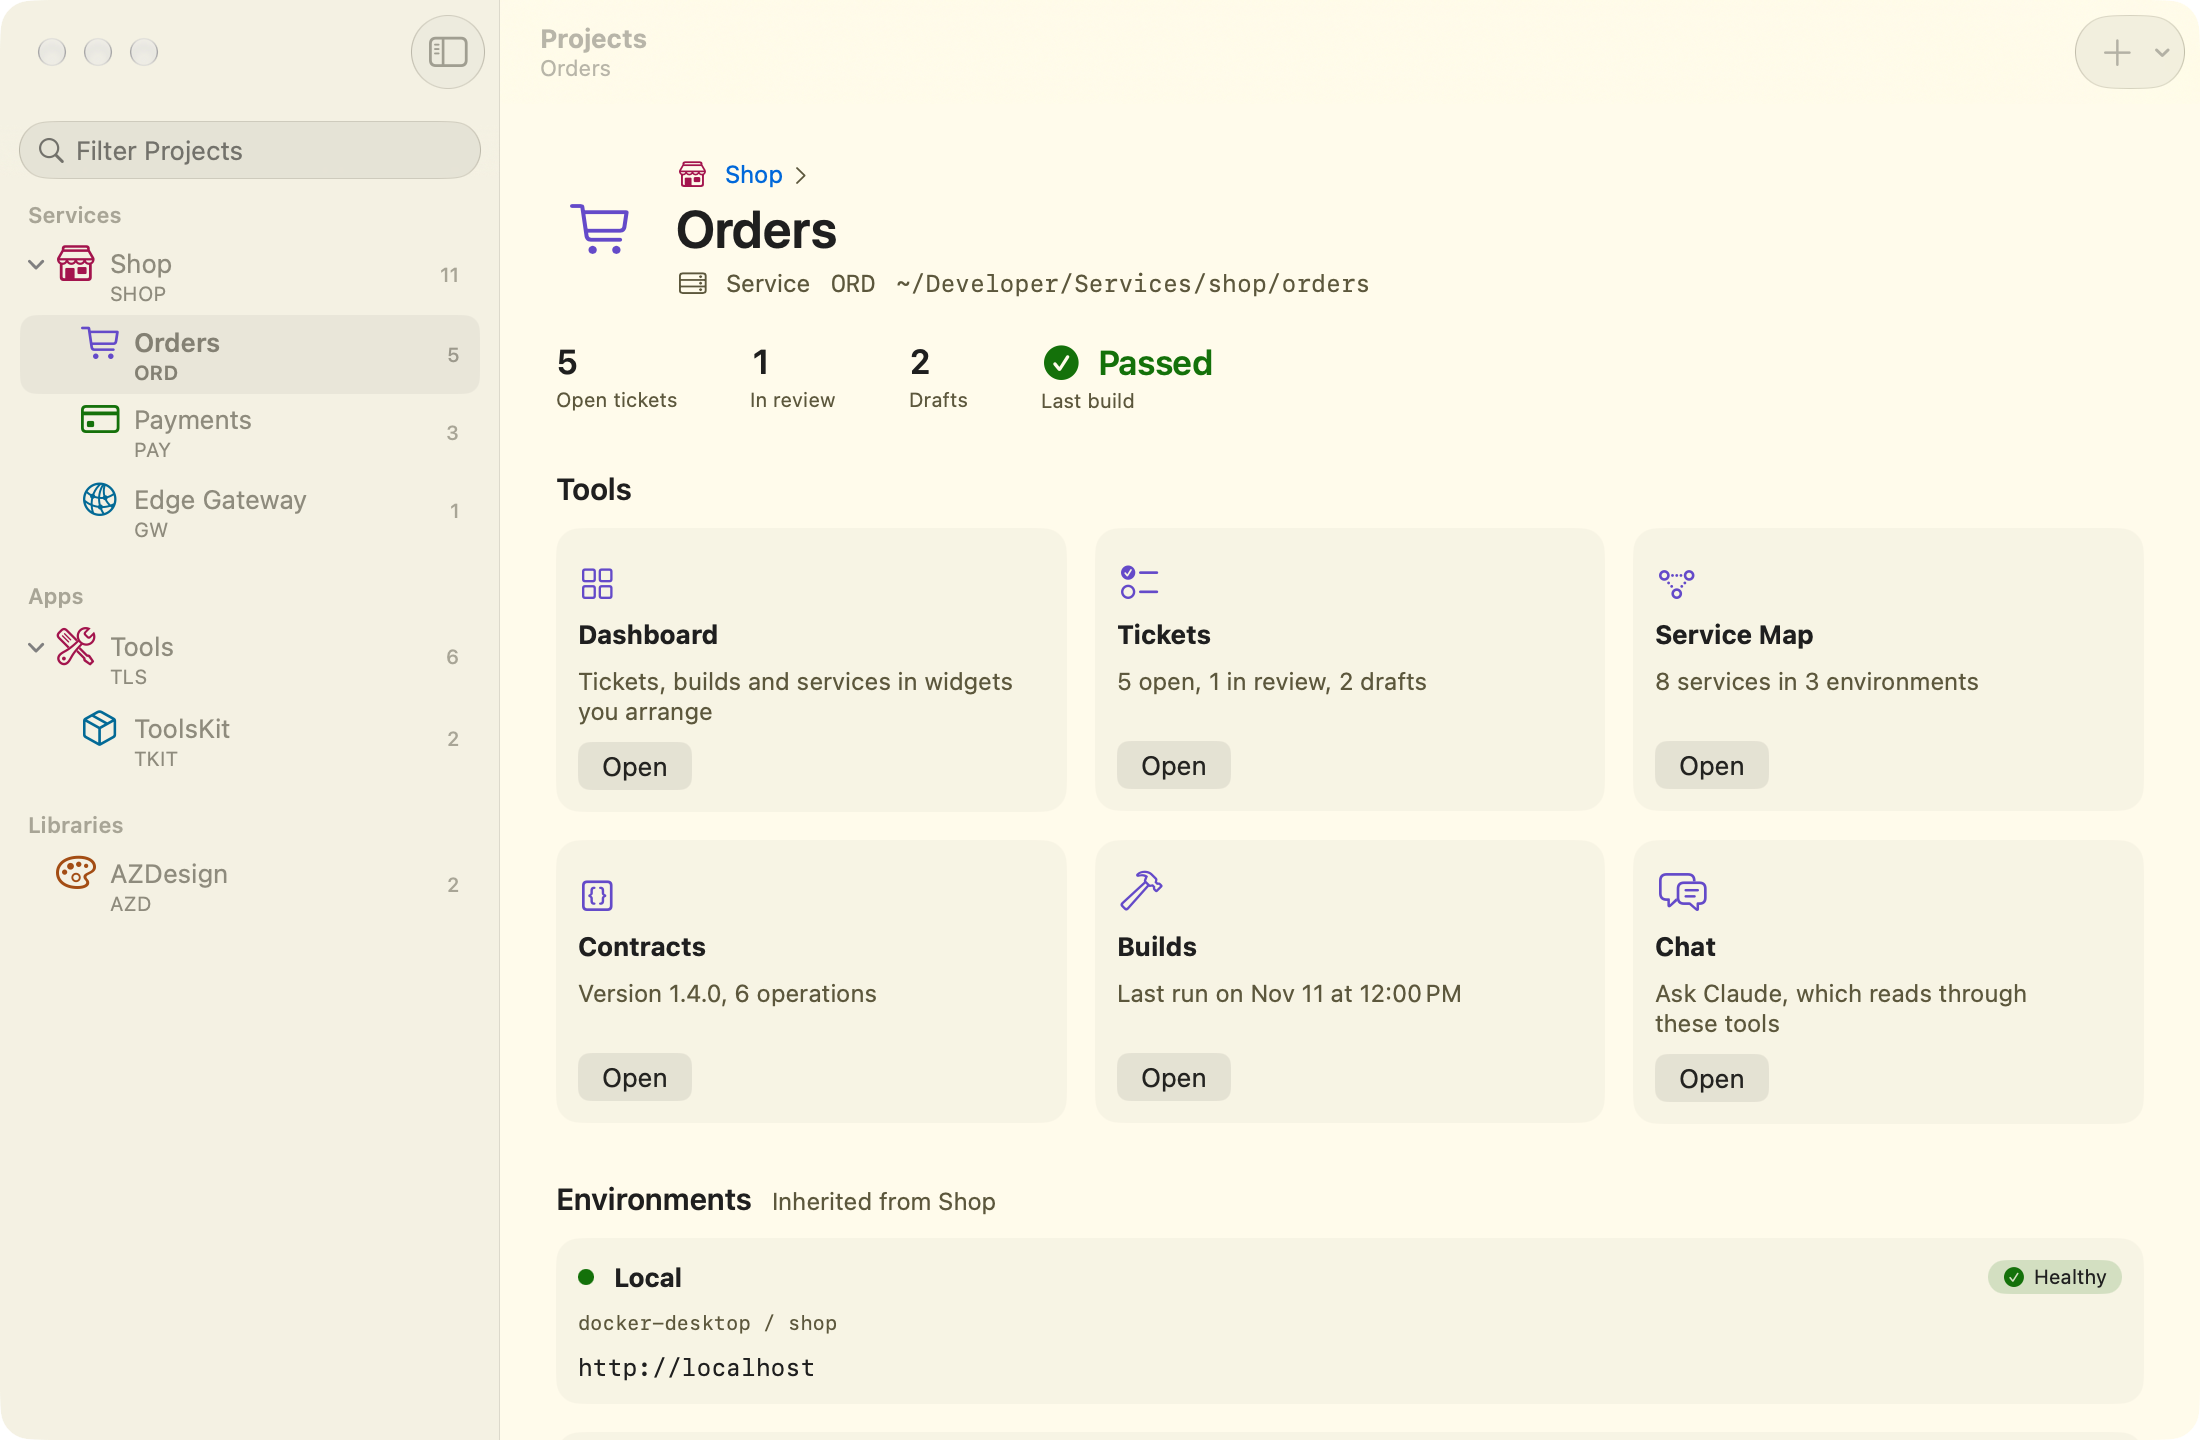 Projects
Orders
Filter Projects
Services
Shop
SHOP
11
Orders
ORD
5
Payments
PAY
3
Edge Gateway
GW
1
Apps
Tools
TLS
6
ToolsKit
TKIT
2
Libraries
AZDesign
AZD
2
Shop
Orders
Service ORD ~/Developer/Services/shop/orders
5
Open tickets
1
In review
2
Drafts
Passed
Last build
Tools
Dashboard
Tickets, builds and services in widgets
you arrange
Open
Tickets
5 open, 1 in review, 2 drafts
Open
Service Map
8 services in 3 environments
Open
Contracts
Version 1.4.0, 6 operations
Open
Builds
Last run on Nov 11 at 12:00 PM
Open
Chat
Ask Claude, which reads through
these tools
Open
Environments Inherited from Shop
Local
Healthy
docker-desktop / shop
http://localhost